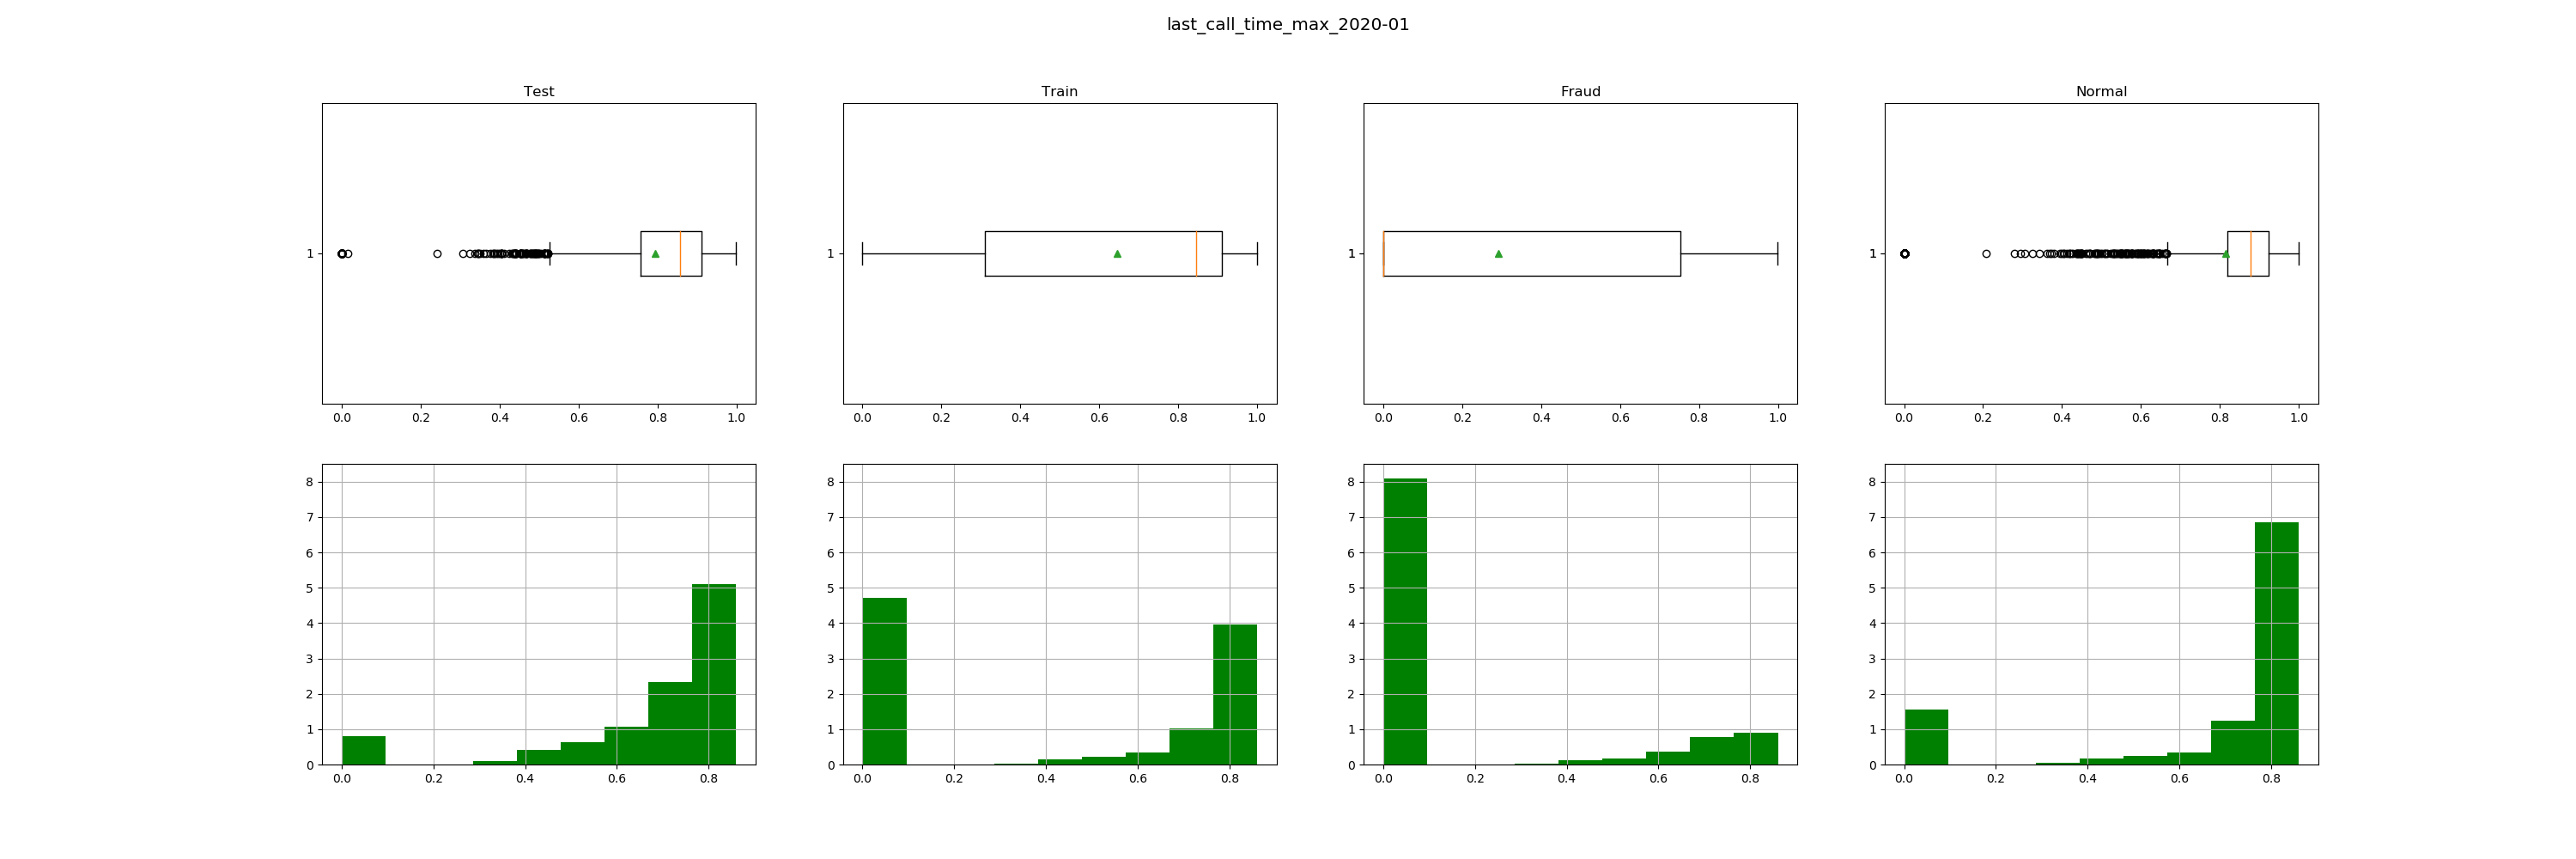 last_call_time_max_2020-01
Test Train Fraud Normal
1 1 1 1
0.0 0.2 0.4 0.6 0.8 1.0 0.0 0.2 0.4 0.6 0.8 1.0 0.0 0.2 0.4 0.6 0.8 1.0 0.0 0.2 0.4 0.6 0.8 1.0
8 8 8 8
7 7 7 7
6 6 6 6
5 5 5 5
4 4 4 4
3 3 3 3
2 2 2 2
1 1 1 1
0 0 0 0
0.0 0.2 0.4 0.6 0.8 0.0 0.2 0.4 0.6 0.8 0.0 0.2 0.4 0.6 0.8 0.0 0.2 0.4 0.6 0.8